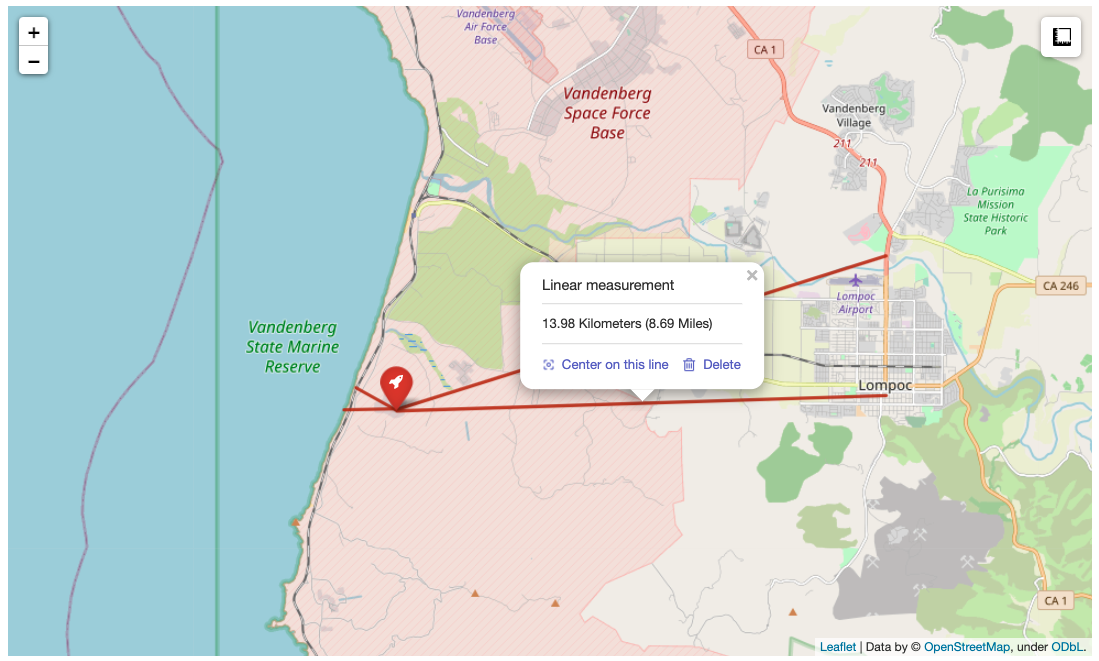 +
−
Vandenberg
Air Force
Base
CA 1
Vandenberg
Space Force
Base
Vandenberg
Village
211
211
La Purisima
Mission
State Historic
Park
Linear measurement
×
13.98 Kilometers (8.69 Miles)
Center on this line
Delete
CA 246
Lompoc
Airport
Vandenberg
State Marine
Reserve
Lompoc
CA 1
Leaflet | Data by © OpenStreetMap, under ODbL.